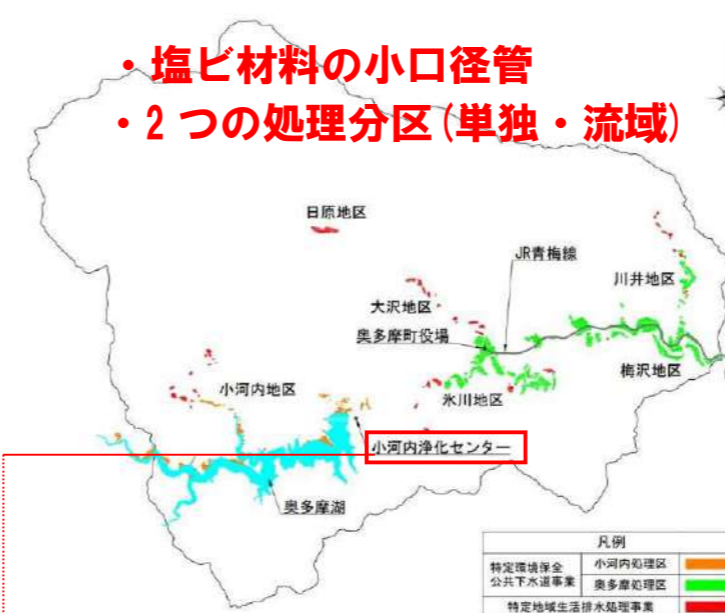 ・塩ビ材料の小口径管
・2つの処理分区(単独・流域)
日原地区
JR青梅線
川井地区
大沢地区
奥多摩町役場
梅沢地区
小河内地区
氷川地区
小河内浄化センター
奥多摩湖
凡例
特定環境保全
公共下水道事業
小河内処理区
奥多摩処理区
特定地域生活排水処理事業